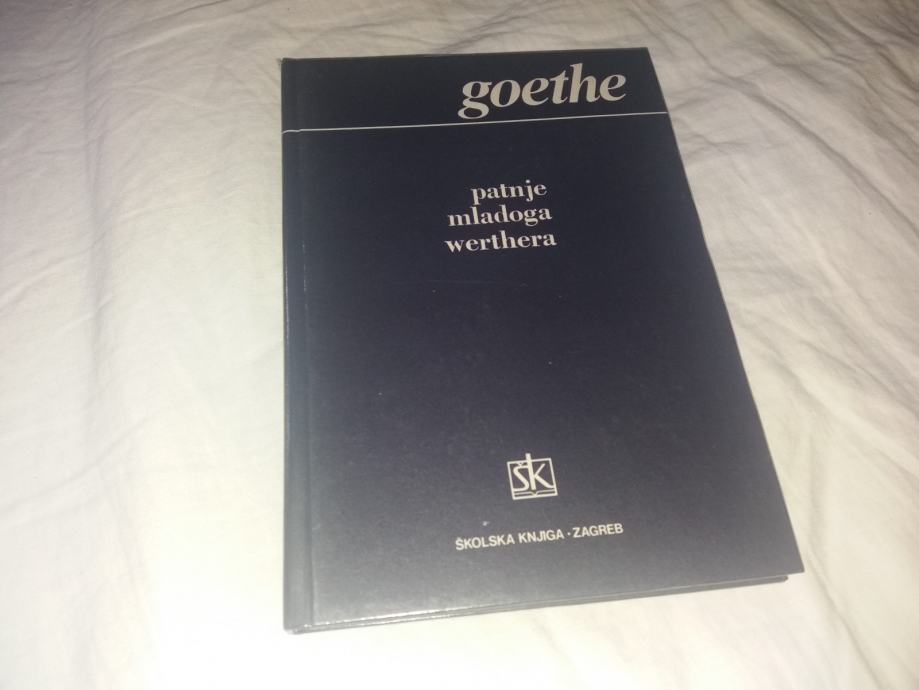 goethe
patnje
mladoga
werthera
šk
ŠKOLSKA KNJIGA · ZAGREB